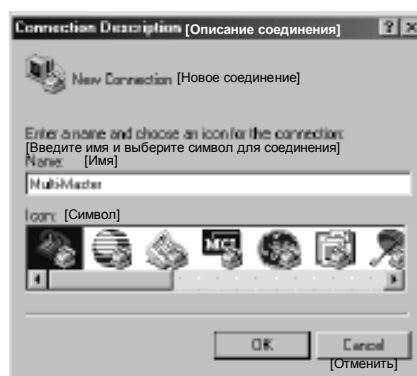 Connection Description [Описание соединения]
New Connection [Новое соединение]
Enter a name and choose an icon for the connection:
[Введите имя и выберите символ для соединения]
Name: [Имя]
Multi-Master
Icon: [Символ]
MCI
OK
Cancel
[Отменить]